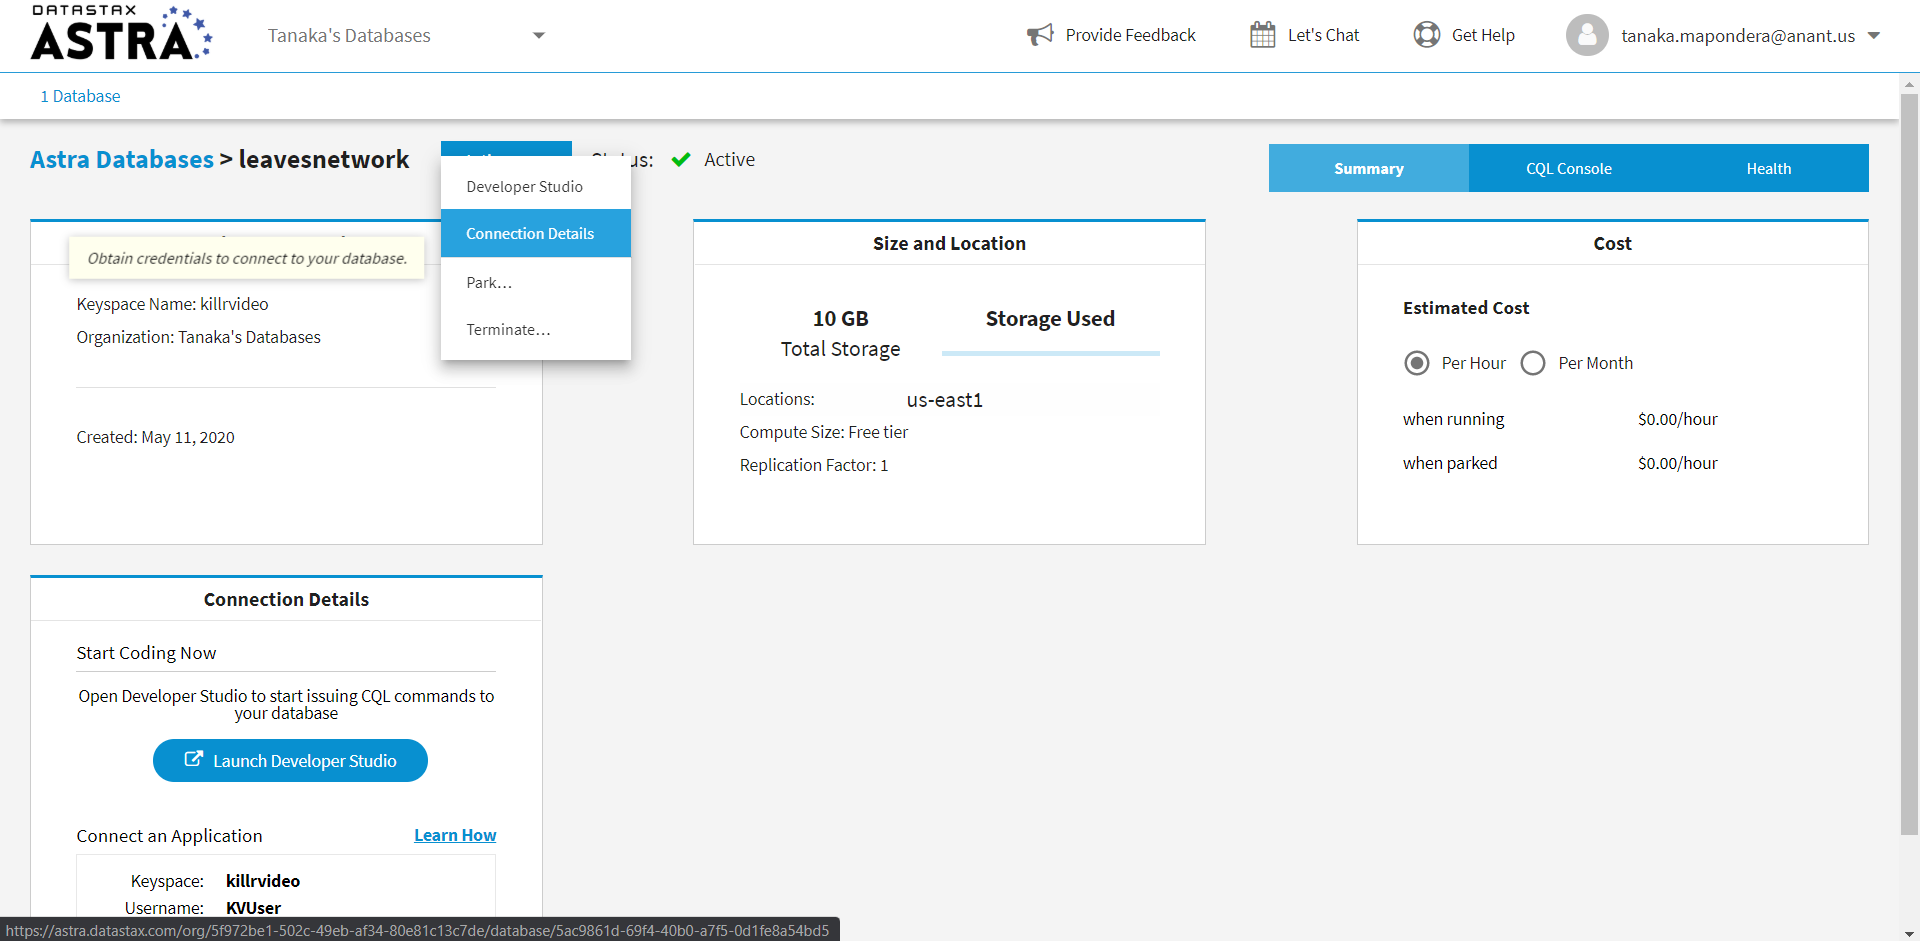 DATASTAX
ASTRA
Tanaka's Databases
Provide Feedback
Let's Chat
Get Help
tanaka.mapondera@anant.us
1 Database
Astra Databases > leavesnetwork
Active
Summary
CQL Console
Health
Developer Studio
Connection Details
Park...
Terminate...
Obtain credentials to connect to your database.
Keyspace Name: killrvideo
Organization: Tanaka's Databases
Created: May 11, 2020
Size and Location
10 GB
Total Storage
Storage Used
Locations: us-east1
Compute Size: Free tier
Replication Factor: 1
Cost
Estimated Cost
Per Hour
Per Month
when running $0.00/hour
when parked $0.00/hour
Connection Details
Start Coding Now
Open Developer Studio to start issuing CQL commands to
your database
Launch Developer Studio
Connect an Application
Learn How
Keyspace: killrvideo
Username: KVUser
https://astra.datastax.com/org/5f972be1-502c-49eb-af34-80e81c13c7de/database/5ac9861d-69f4-40b0-a7f5-0d1fe8a54bd5